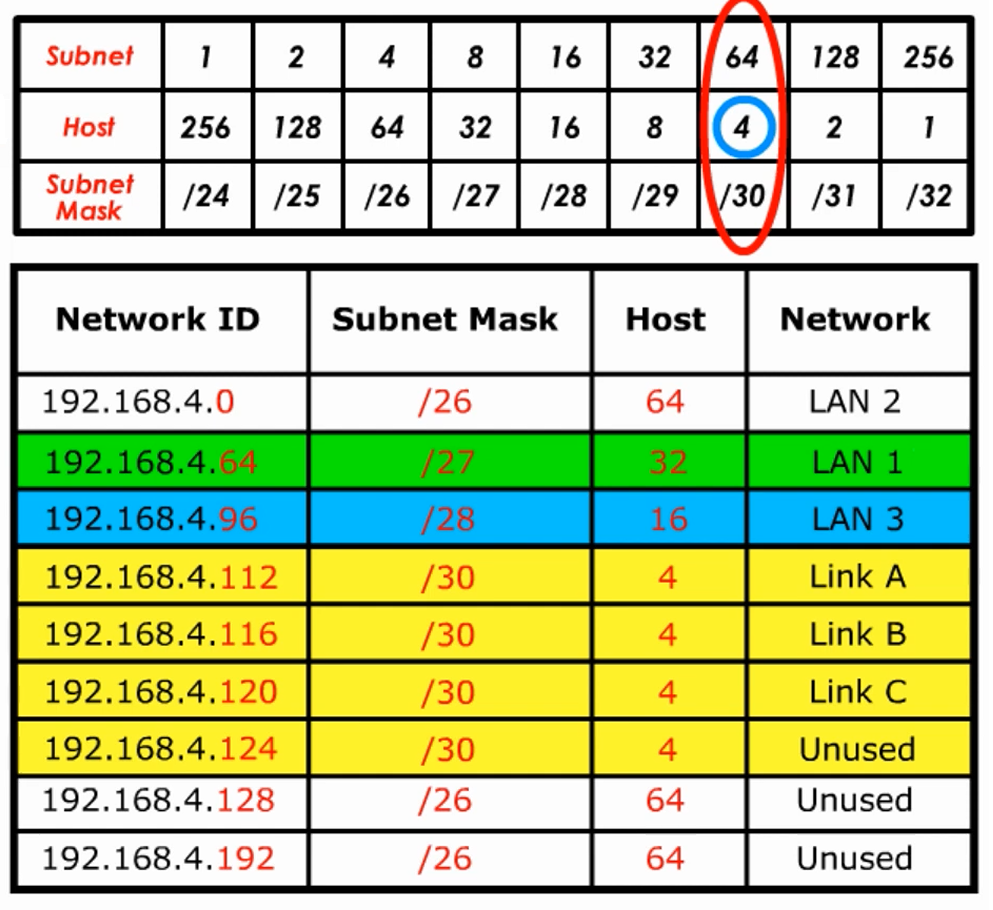 Subnet 1 2 4 8 16 32 64 128 256
Host 256 128 64 32 16 8 4 2 1
Subnet Mask /24 /25 /26 /27 /28 /29 /30 /31 /32
Network ID Subnet Mask Host Network
192.168.4.0 /26 64 LAN 2
192.168.4.64 /27 32 LAN 1
192.168.4.96 /28 16 LAN 3
192.168.4.112 /30 4 Link A
192.168.4.116 /30 4 Link B
192.168.4.120 /30 4 Link C
192.168.4.124 /30 4 Unused
192.168.4.128 /26 64 Unused
192.168.4.192 /26 64 Unused